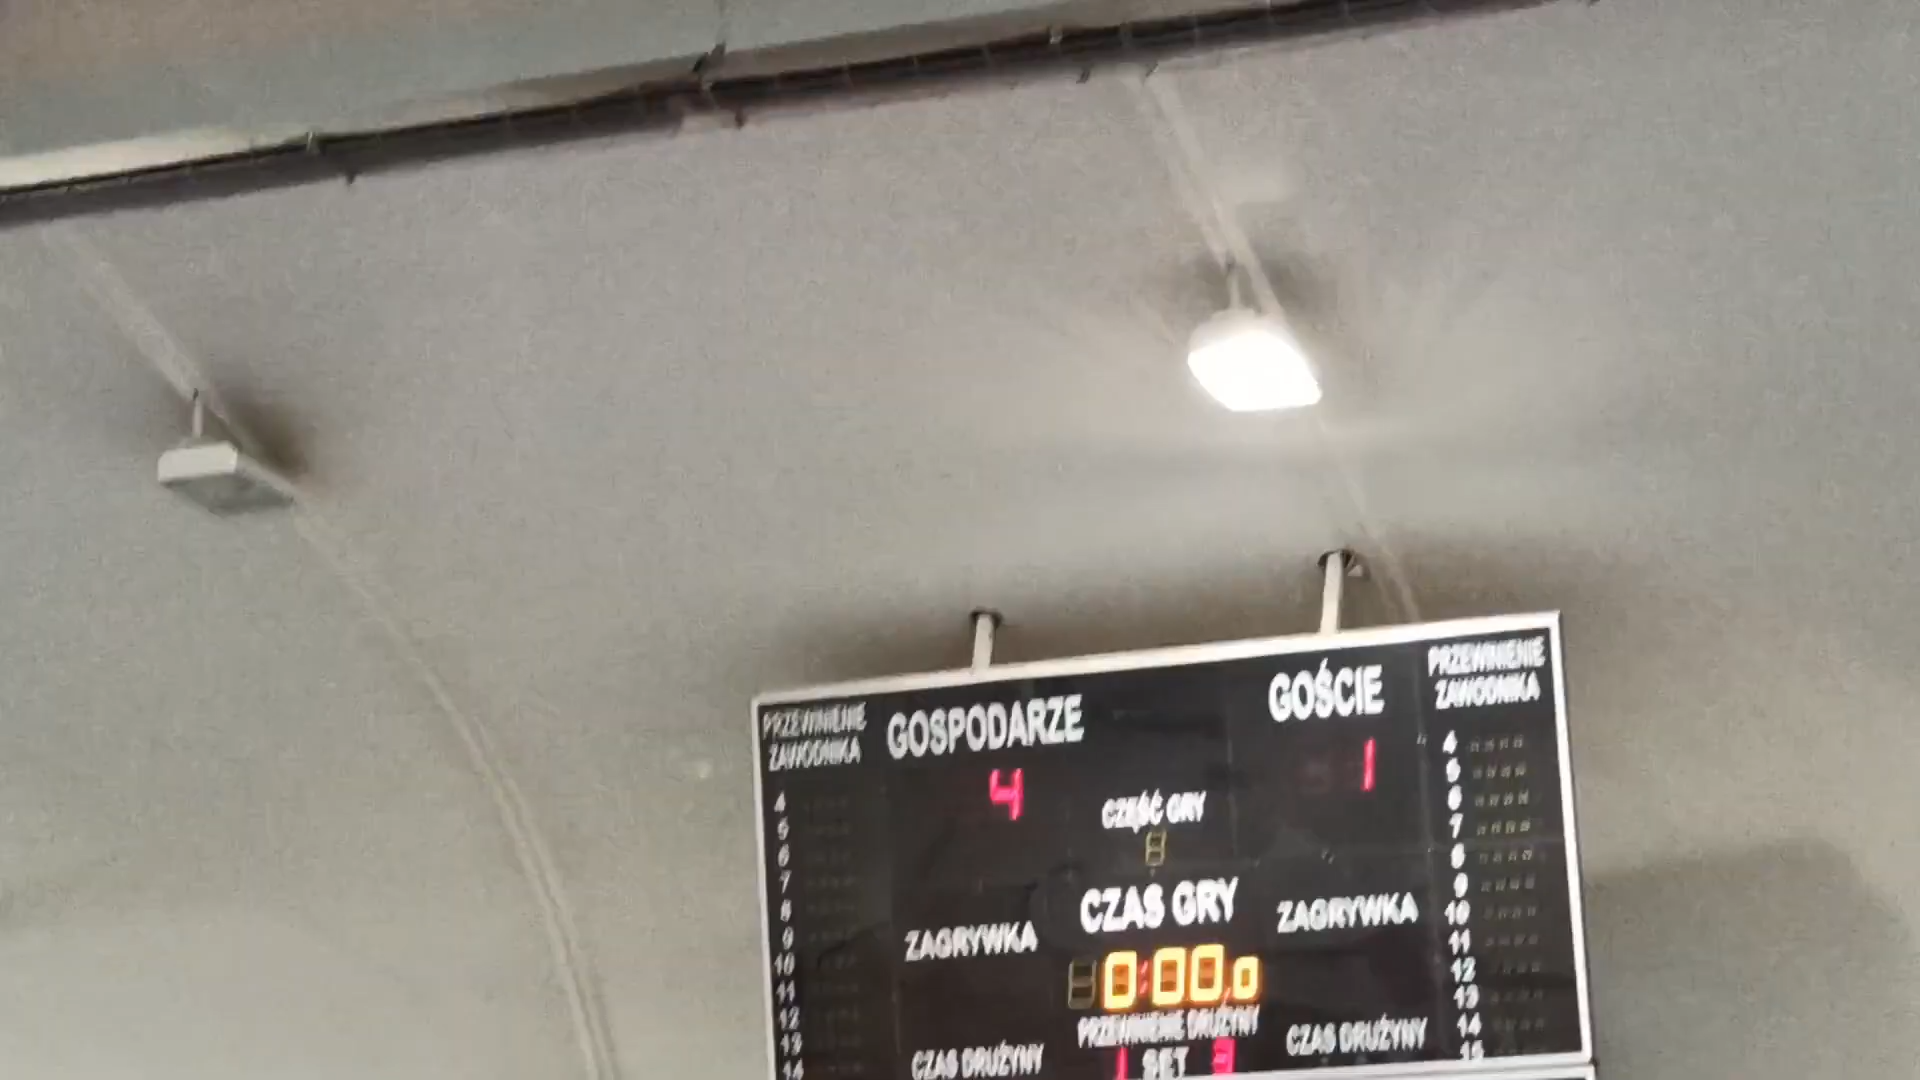 PRZEWINIENIE
ZAWODNIKA
GOSPODARZE
GOŚCIE
PRZEWINIENIE
ZAWODNIKA
4
1
CZĘŚĆ GRY
CZAS GRY
ZAGRYWKA
ZAGRYWKA
0:00.0
PRZEWINIENIE DRUŻYNY
CZAS DRUŻYNY
1 SET 3
CZAS DRUŻYNY
4
5
6
7
8
9
10
11
12
13
14
4
5
6
7
8
9
10
11
12
13
14
15